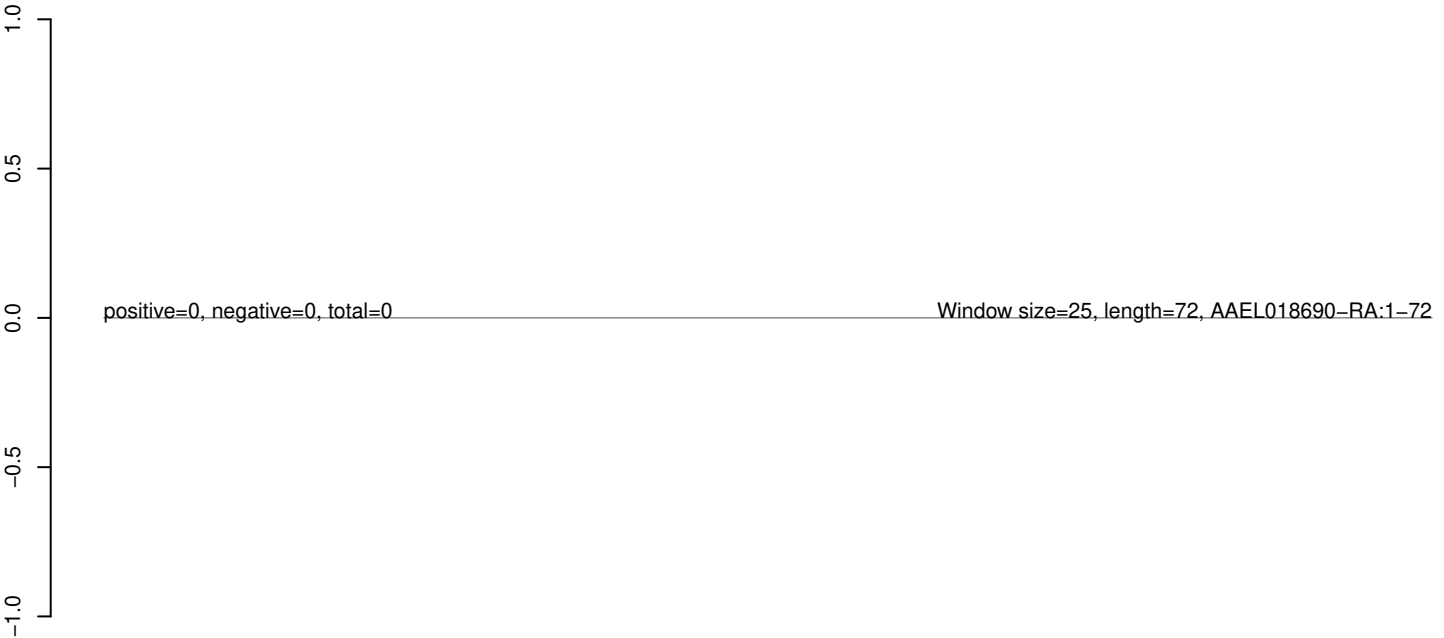 1.0
0.5
0.0
positive=0, negative=0, total=0
Window size=25, length=72, AAEL018690−RA:1−72
−0.5
−1.0